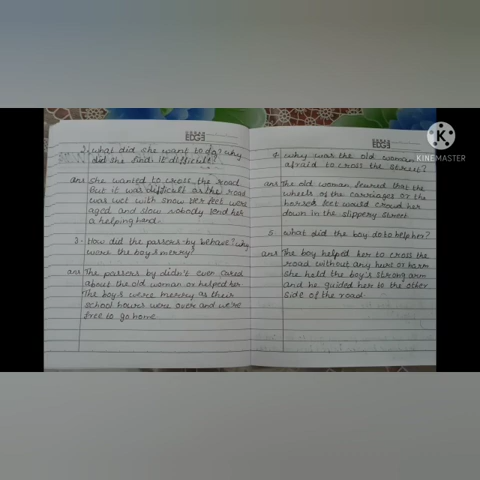 2. what did she want to do? why
did she find it difficult?
ans she wanted to cross the road
But it was difficult as the road
was wet with snow her feet were
aged and slow nobody lend her
a helping hand.
3. How did the passers-by behave? why
were the boys merry?
ans The passers by didn't even cared
about the old woman or helped her
The boys were merry as their
school hours were over and we're
free to go home
4. why was the old woman
afraid to cross the street?
ans The old woman feared that the
wheels of the carriages or the
horses feet would crowd her
down in the slippery street.
5. what did the boy do to help her?
ans The boy helped her to cross the
road without any hurt or harm
she held the boy's strong arm
and he guided her to the other
side of the road.
KINEMASTER